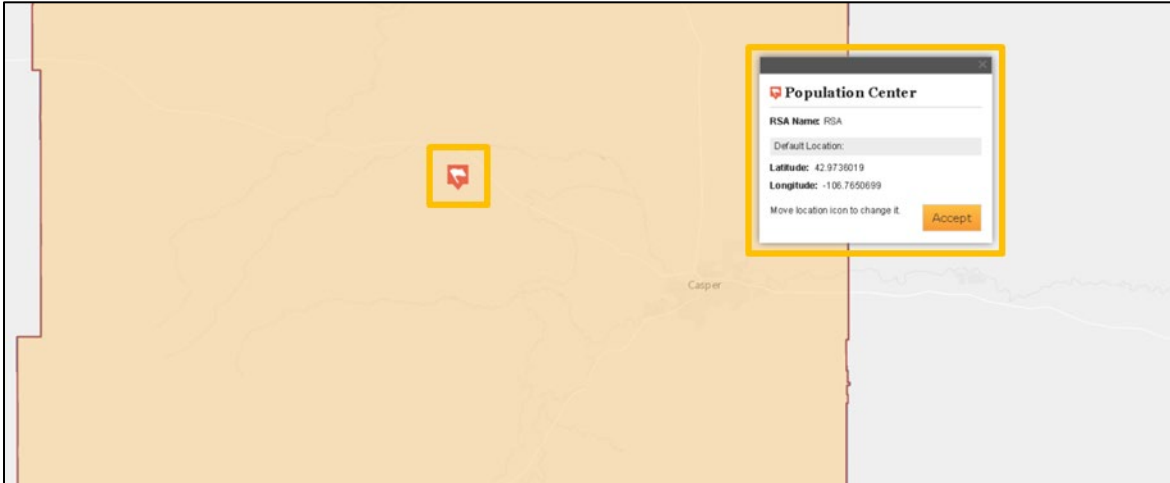 Population Center
RSA Name: RSA
Default Location:
Latitude: 42.9736019
Longitude: -106.7650699
Move location icon to change it.
Accept
Casper